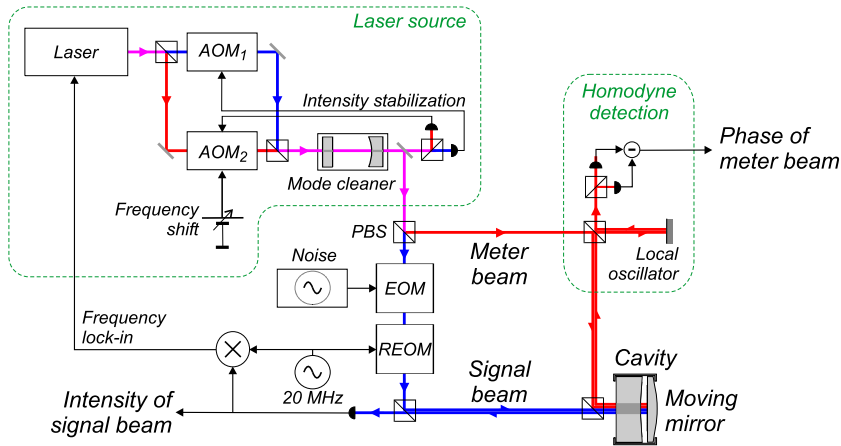 Laser source
Laser
AOM1
Intensity stabilization
AOM2
Mode cleaner
Frequency
shift
Homodyne
detection
Phase of
meter beam
PBS
Meter
beam
Local
oscillator
Noise
EOM
Frequency
lock-in
REOM
20 MHz
Signal
beam
Cavity
Moving
mirror
Intensity of
signal beam